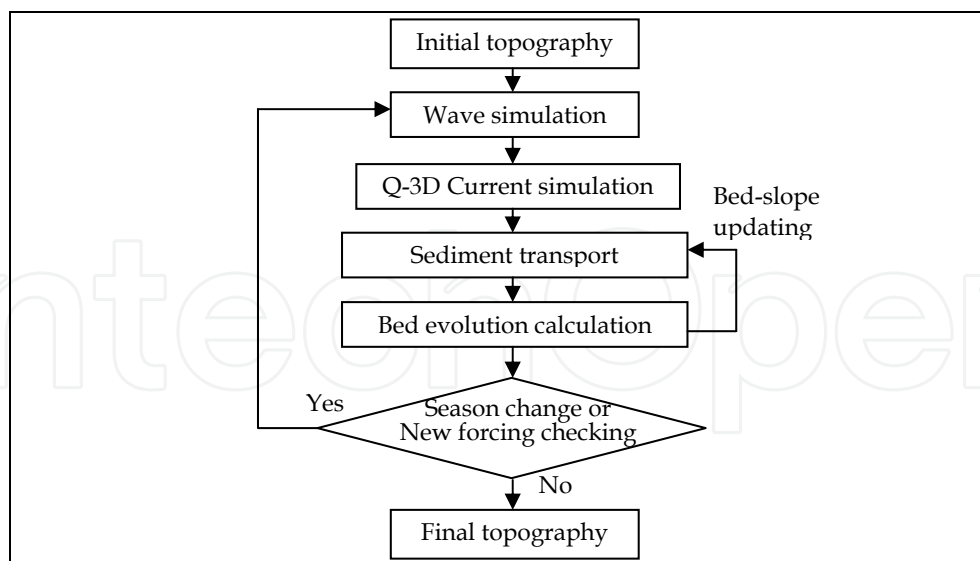 Initial topography
Wave simulation
Q-3D Current simulation
Bed-slope
updating
Sediment transport
Bed evolution calculation
Yes
Season change or
New forcing checking
No
Final topography
ntechOpen